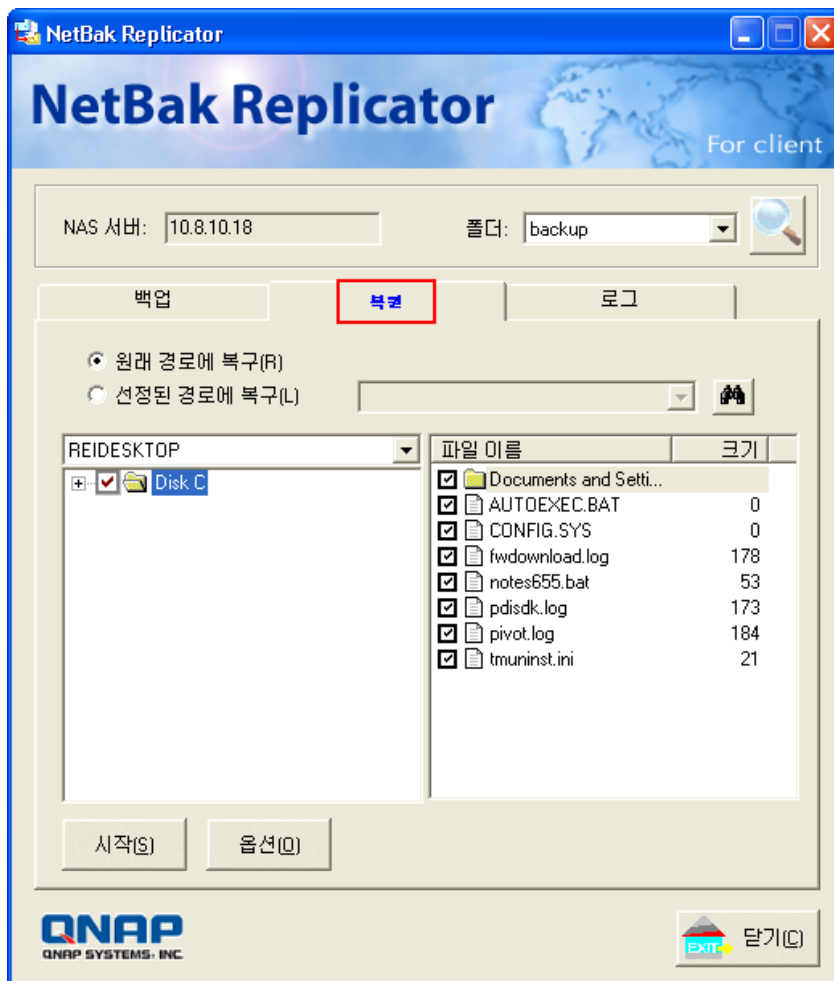 NetBak Replicator
NetBak Replicator
For client
NAS 서버: 10.8.10.18 폴더: backup
백업 복원 로그
원래 경로에 복구(R)
선정된 경로에 복구(L)
REIDESKTOP
Disk C
파일 이름 크기
Documents and Setti...
AUTOEXEC.BAT 0
CONFIG.SYS 0
fwdownload.log 178
notes655.bat 53
pdisdk.log 173
pivot.log 184
tmuninst.ini 21
시작(S) 옵션(O)
QNAP
QNAP SYSTEMS, INC.
EXIT 닫기(C)